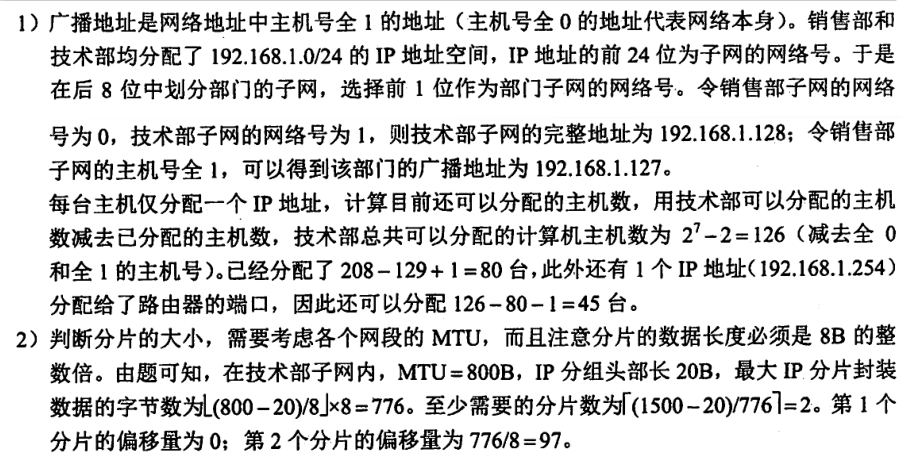 1）广播地址是网络地址中主机号全 1 的地址（主机号全 0 的地址代表网络本身）。销售部和
技术部均分配了 192.168.1.0/24 的 IP 地址空间，IP 地址的前 24 位为子网的网络号。于是
在后 8 位中划分部门的子网，选择前 1 位作为部门子网的网络号。令销售部子网的网络
号为 0，技术部子网的网络号为 1，则技术部子网的完整地址为 192.168.1.128；令销售部
子网的主机号全 1，可以得到该部门的广播地址为 192.168.1.127。
每台主机仅分配一个 IP 地址，计算目前还可以分配的主机数，用技术部可以分配的主机
数减去已分配的主机数，技术部总共可以分配的计算机主机数为 2⁷－2＝126（减去全 0
和全 1 的主机号）。已经分配了 208－129＋1＝80 台，此外还有 1 个 IP 地址（192.168.1.254）
分配给了路由器的端口，因此还可以分配 126－80－1＝45 台。
2）判断分片的大小，需要考虑各个网段的 MTU，而且注意分片的数据长度必须是 8B 的整
数倍。由题可知，在技术部子网内，MTU＝800B，IP 分组头部长 20B，最大 IP 分片封装
数据的字节数为⌊(800－20)/8⌋×8＝776。至少需要的分片数为⌈(1500－20)/776⌉＝2。第 1 个
分片的偏移量为 0；第 2 个分片的偏移量为 776/8＝97。